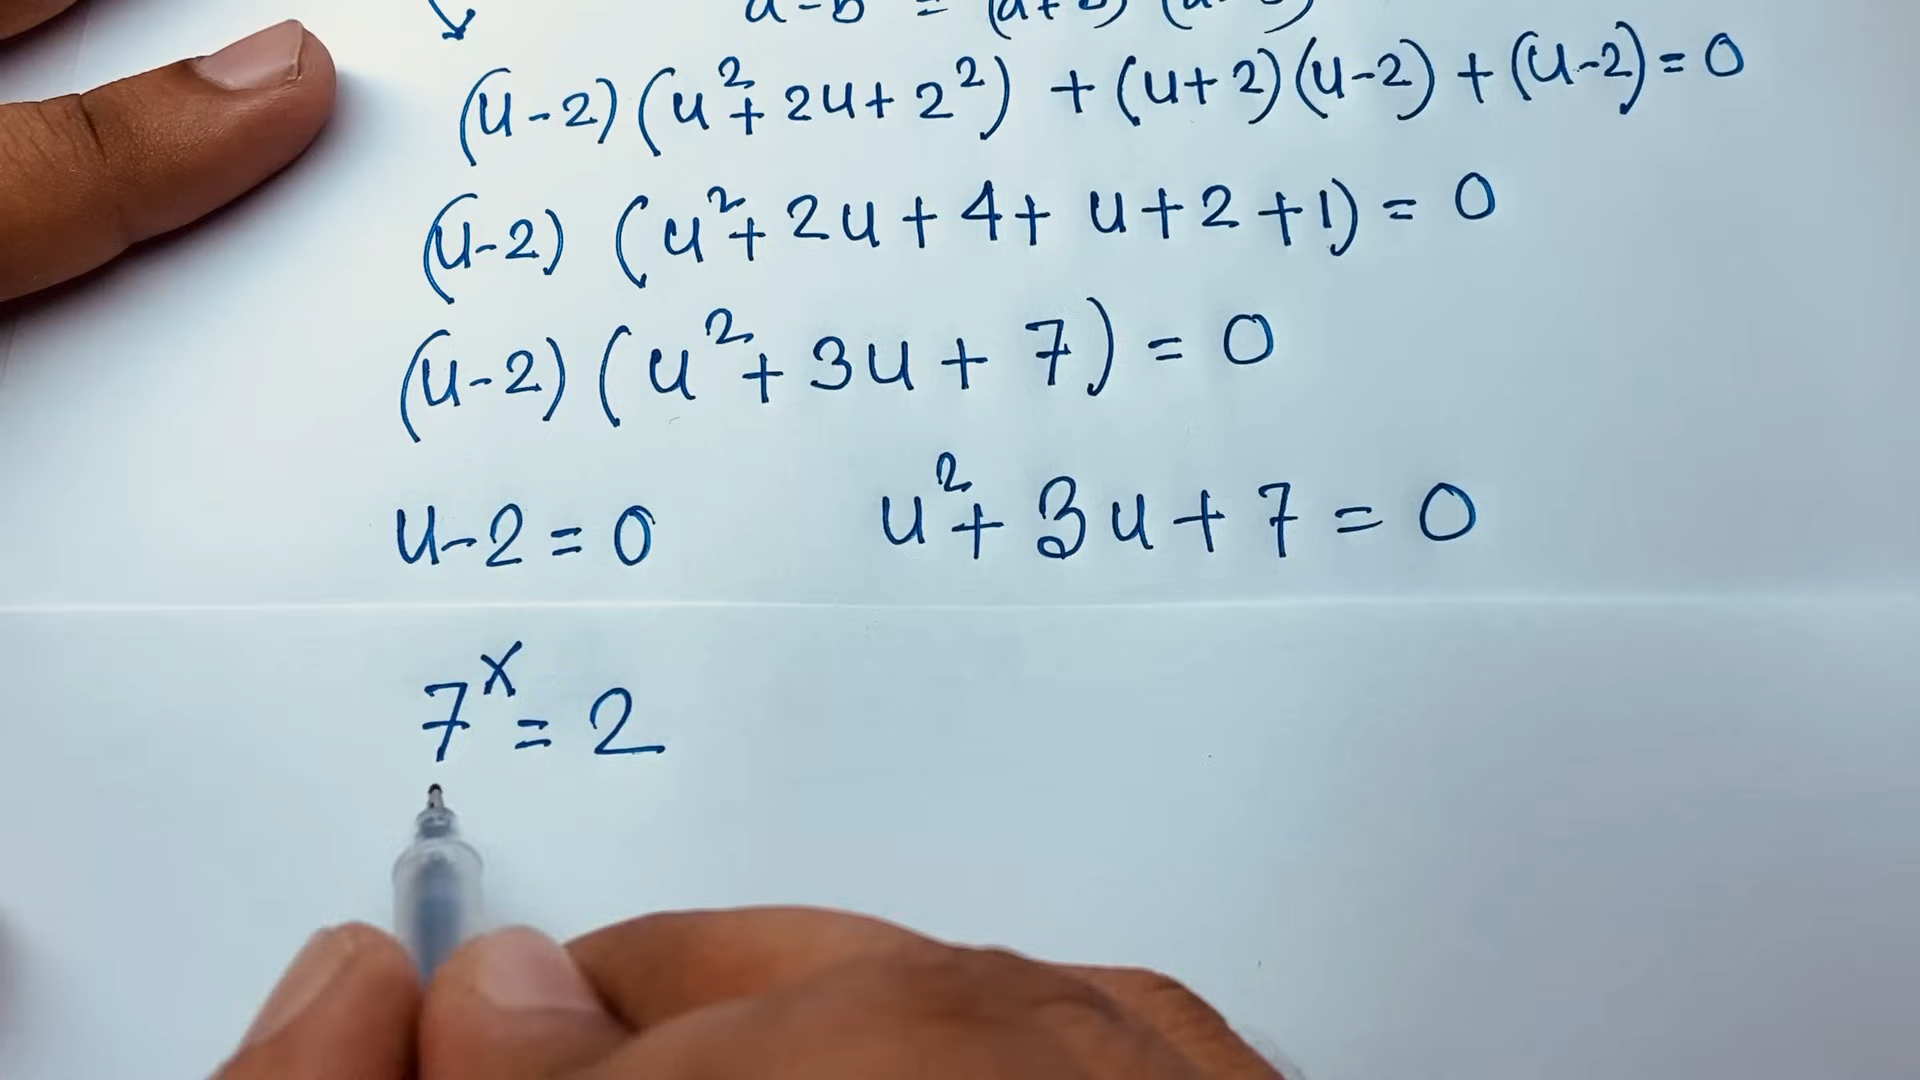 (u-2)(u²+2u+2²) + (u+2)(u-2) + (u-2) = 0
(u-2) (u²+2u+4+ u+2+1) = 0
(u-2) (u²+3u+7) = 0
u-2=0 u²+3u+7=0
7ˣ=2